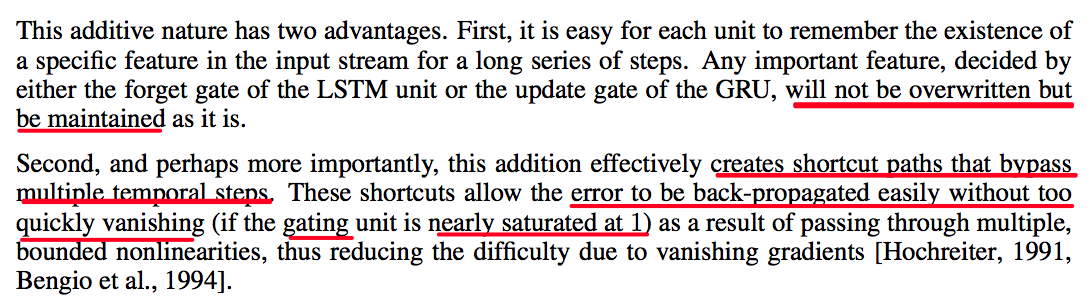 This additive nature has two advantages. First, it is easy for each unit to remember the existence of
a specific feature in the input stream for a long series of steps. Any important feature, decided by
either the forget gate of the LSTM unit or the update gate of the GRU, will not be overwritten but
be maintained as it is.
Second, and perhaps more importantly, this addition effectively creates shortcut paths that bypass
multiple temporal steps. These shortcuts allow the error to be back-propagated easily without too
quickly vanishing (if the gating unit is nearly saturated at 1) as a result of passing through multiple,
bounded nonlinearities, thus reducing the difficulty due to vanishing gradients [Hochreiter, 1991,
Bengio et al., 1994].